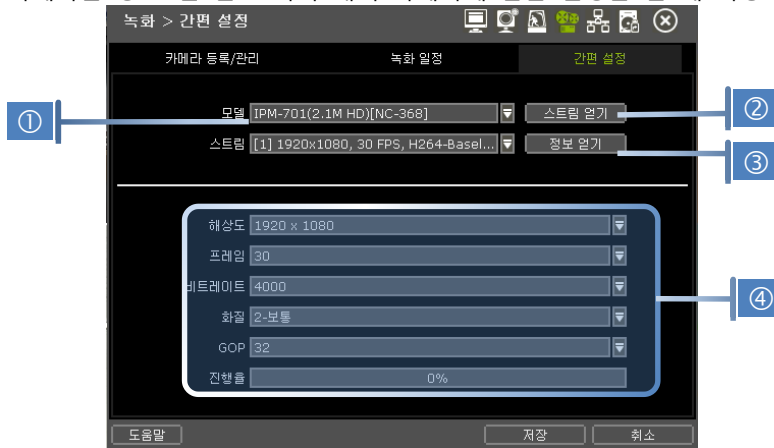 녹화 > 간편 설정
카메라 등록/관리
녹화 일정
간편 설정
① 모델 IPM-701(2.1M HD)[NC-368] 스트림 얻기 ②
스트림 [1] 1920x1080, 30 FPS, H264-Basel... 정보 얻기 ③
해상도 1920 x 1080
프레임 30
비트레이트 4000 ④
화질 2-보통
GOP 32
진행율 0%
도움말 저장 취소